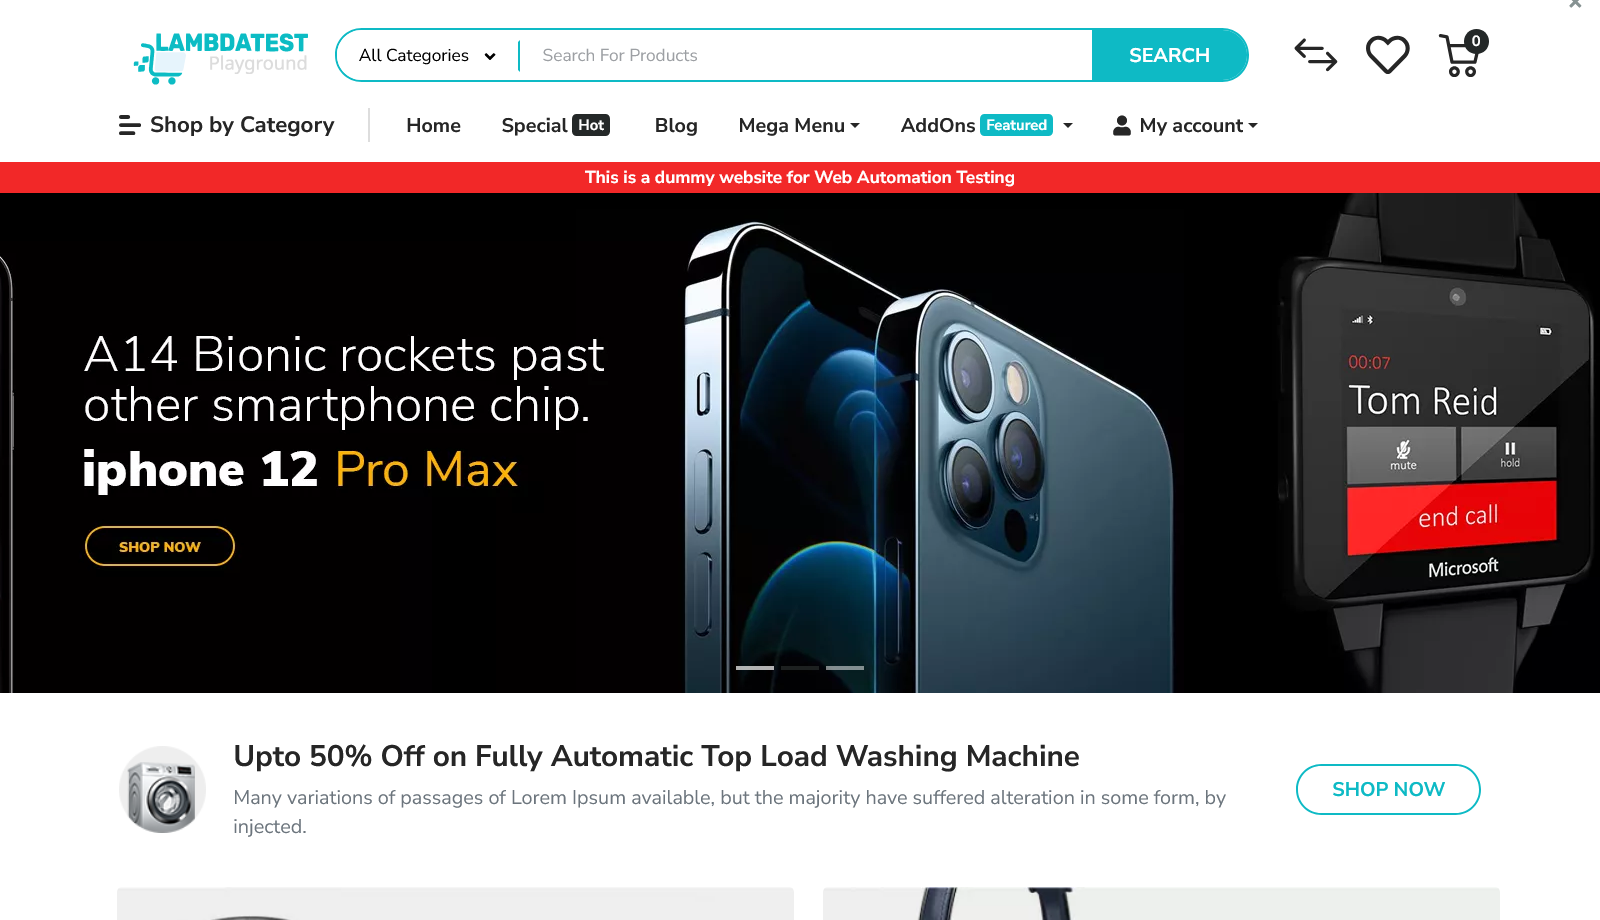 LAMBDATEST
Playground
All Categories
Search For Products
SEARCH
0
Shop by Category
Home
Special Hot
Blog
Mega Menu
AddOns Featured
My account
This is a dummy website for Web Automation Testing
A14 Bionic rockets past
other smartphone chip.
iphone 12 Pro Max
SHOP NOW
00:07
Tom Reid
mute
hold
end call
Microsoft
Upto 50% Off on Fully Automatic Top Load Washing Machine
Many variations of passages of Lorem Ipsum available, but the majority have suffered alteration in some form, by
injected.
SHOP NOW